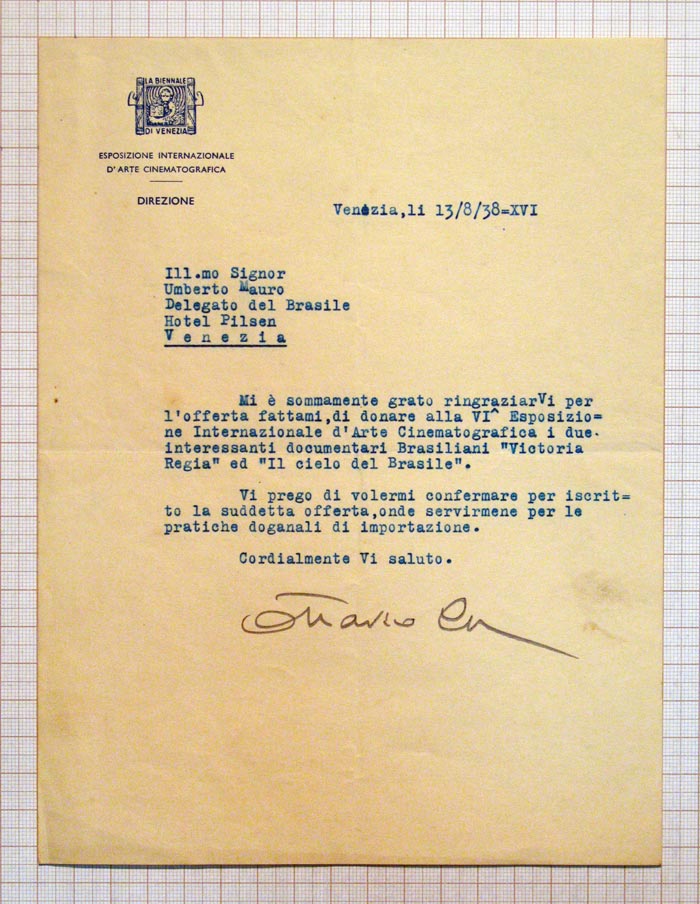 LA BIENNALE
DI VENEZIA
ESPOSIZIONE INTERNAZIONALE
D'ARTE CINEMATOGRAFICA
DIREZIONE
Venezia,li 13/8/38=XVI
Ill.mo Signor
Umberto Mauro
Delegato del Brasile
Hotel Pilsen
V e n e z i a
Mi è sommamente grato ringraziarVi per
l'offerta fattami,di donare alla VI^ Esposizio=
ne Internazionale d'Arte Cinematografica i due
interessanti documentari Brasiliani "Victoria
Regia" ed "Il cielo del Brasile".
Vi prego di volermi confermare per iscrit=
to la suddetta offerta,onde servirmene per le
pratiche doganali di importazione.
Cordialmente Vi saluto.